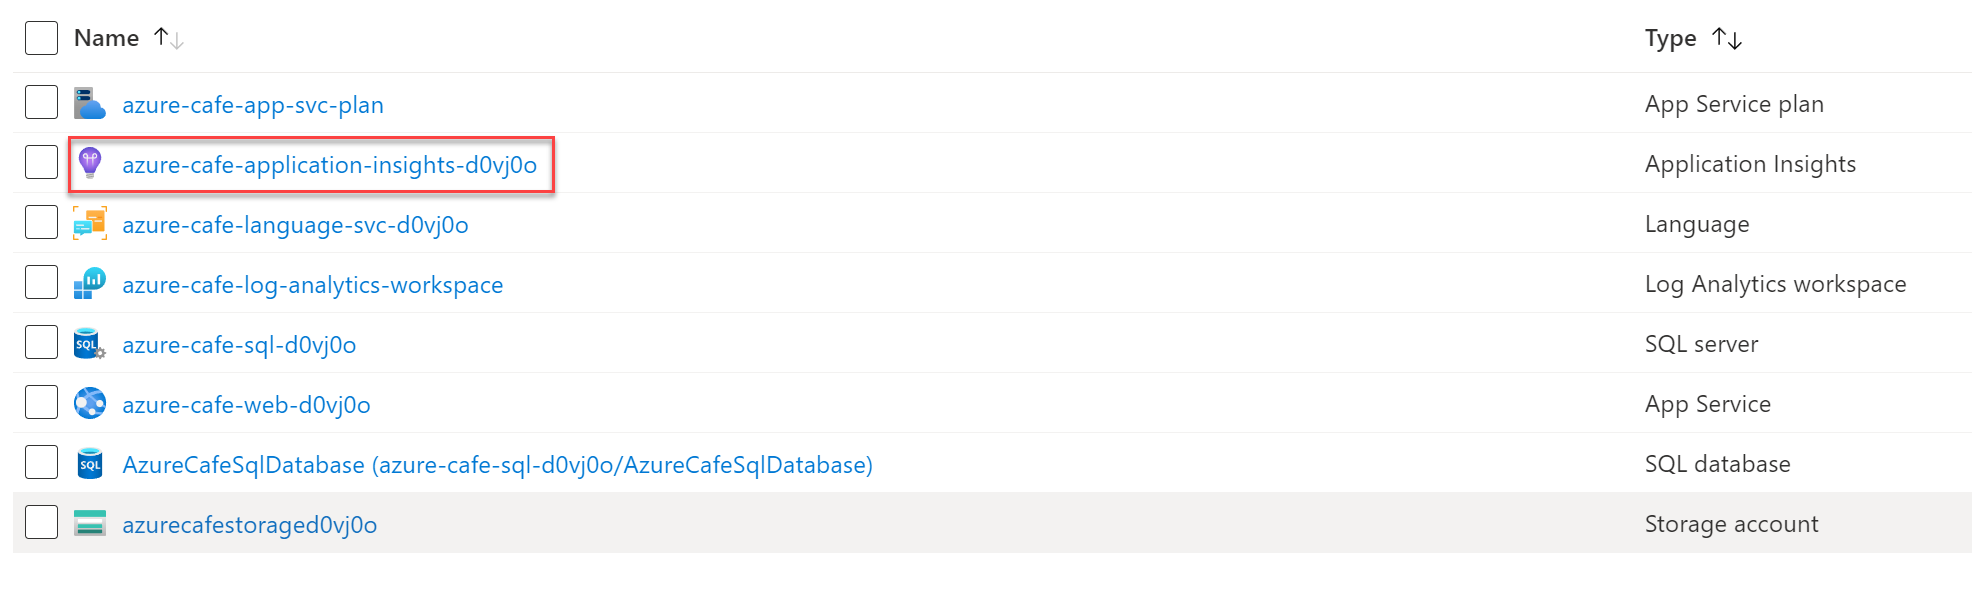 Name ↑↓ Type ↑↓
azure-cafe-app-svc-plan App Service plan
azure-cafe-application-insights-d0vj0o Application Insights
azure-cafe-language-svc-d0vj0o Language
azure-cafe-log-analytics-workspace Log Analytics workspace
SQL azure-cafe-sql-d0vj0o SQL server
azure-cafe-web-d0vj0o App Service
SQL AzureCafeSqlDatabase (azure-cafe-sql-d0vj0o/AzureCafeSqlDatabase) SQL database
azurecafestoraged0vj0o Storage account